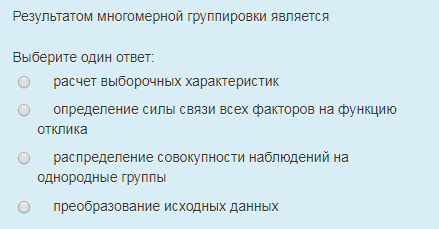 Результатом многомерной группировки является
Выберите один ответ:
расчет выборочных характеристик
определение силы связи всех факторов на функцию
отклика
распределение совокупности наблюдений на
однородные группы
преобразование исходных данных